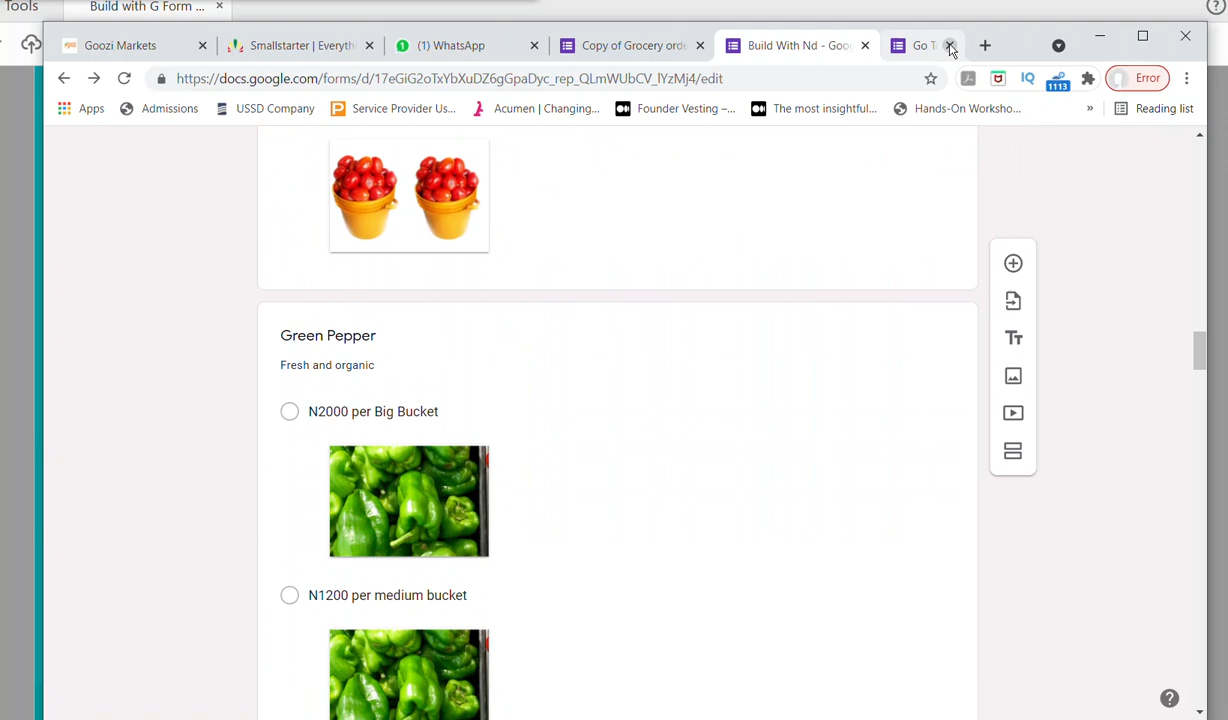 Tools
Build with G Form ...
Goozi Markets
Smallstarter | Everyth
(1) WhatsApp
Copy of Grocery orde
Build With Nd - Goo
Go T
https://docs.google.com/forms/d/17eGiG2oTxYbXuDZ6gGpaDyc_rep_QLmWUbCV_lYzMj4/edit
IQ
1113
Error
Apps
Admissions
USSD Company
Service Provider Us...
Acumen | Changing...
Founder Vesting –...
The most insightful...
Hands-On Worksho...
»
Reading list
Green Pepper
Fresh and organic
N2000 per Big Bucket
N1200 per medium bucket